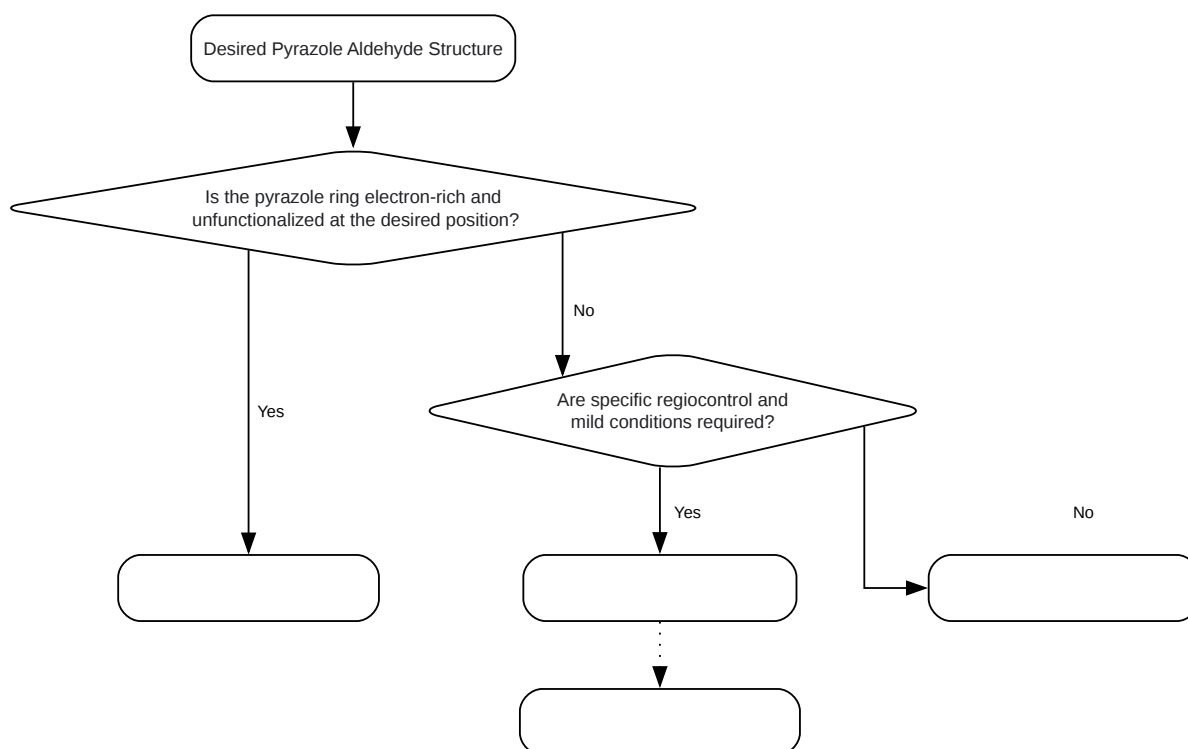 Desired Pyrazole Aldehyde Structure
Is the pyrazole ring electron-rich and
unfunctionalized at the desired position?
No
Are specific regiocontrol and
mild conditions required?
Yes
Yes
No